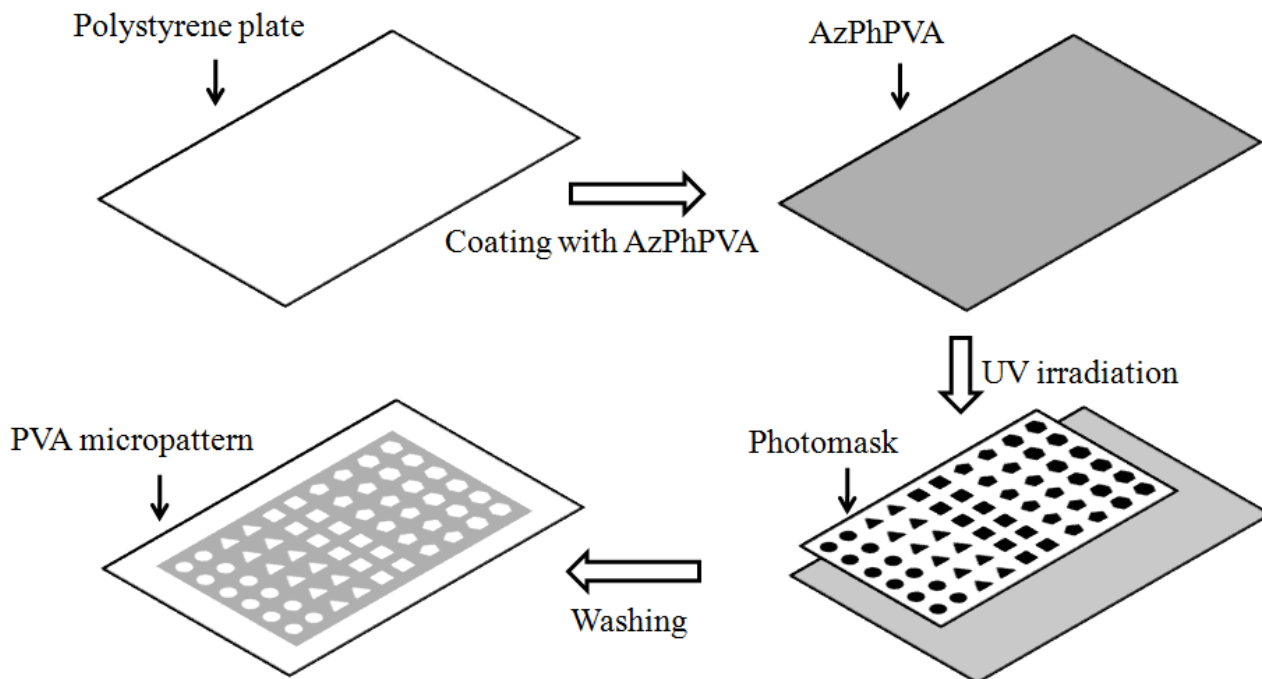 Polystyrene plate
AzPhPVA
Coating with AzPhPVA
UV irradiation
PVA micropattern
Photomask
Washing